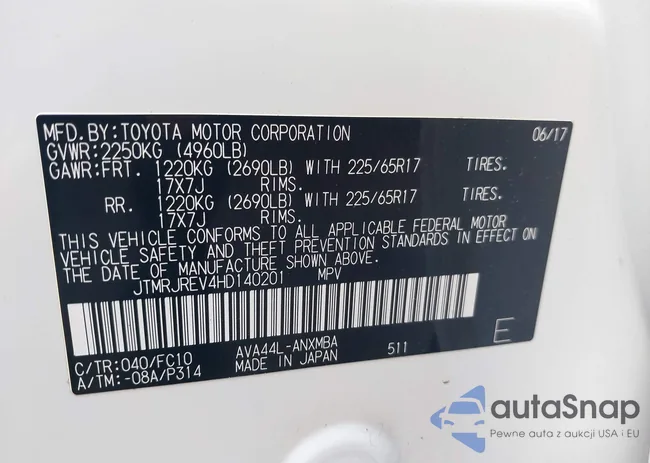 MFD.BY:TOYOTA MOTOR CORPORATION 06/17
GVWR:2250KG (4960LB)
GAWR:FRT. 1220KG (2690LB) WITH 225/65R17 TIRES.
17X7J RIMS.
RR. 1220KG (2690LB) WITH 225/65R17 TIRES.
17X7J RIMS.
THIS VEHICLE CONFORMS TO ALL APPLICABLE FEDERAL MOTOR
VEHICLE SAFETY AND THEFT PREVENTION STANDARDS IN EFFECT ON
THE DATE OF MANUFACTURE SHOWN ABOVE.
JTMRJREV4HD140201 MPV
C/TR:040/FC10 AVA44L-ANXMBA 511 E
A/TM:-08A/P314 MADE IN JAPAN
autaSnap
Pewne auta z aukcji USA i EU